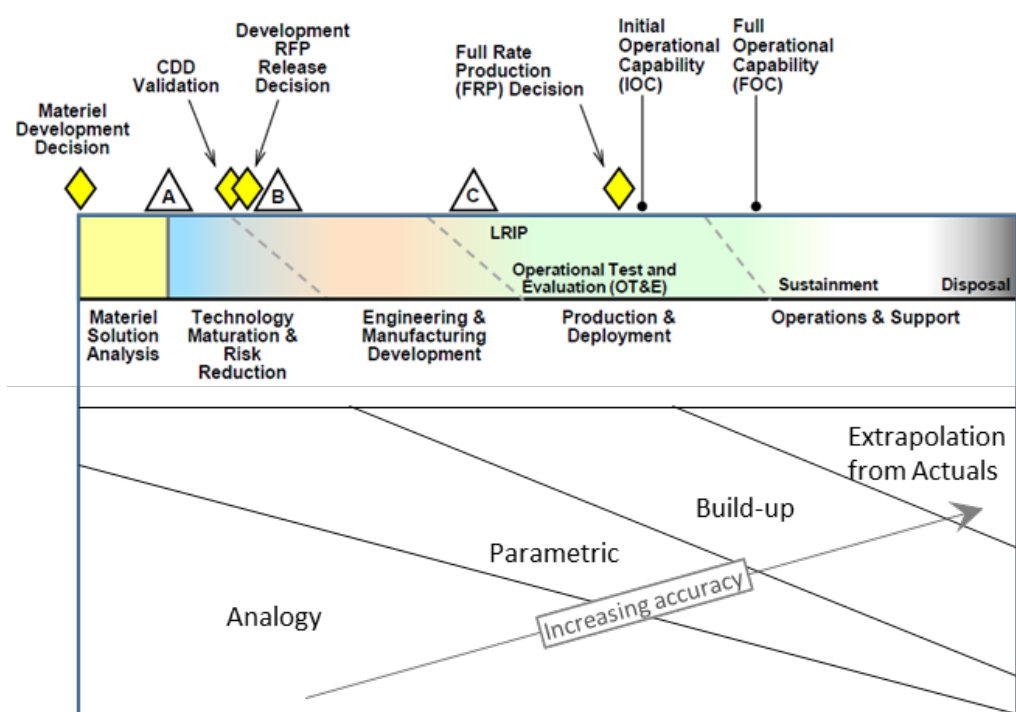 Materiel
Development
Decision
CDD
Validation
Development
RFP
Release
Decision
Full Rate
Production
(FRP) Decision
Initial
Operational
Capability
(IOC)
Full
Operational
Capability
(FOC)
A
B
C
LRIP
Operational Test and
Evaluation (OT&E)
Sustainment
Disposal
Materiel
Solution
Analysis
Technology
Maturation &
Risk
Reduction
Engineering &
Manufacturing
Development
Production &
Deployment
Operations & Support
Extrapolation
from Actuals
Build-up
Parametric
Increasing accuracy
Analogy